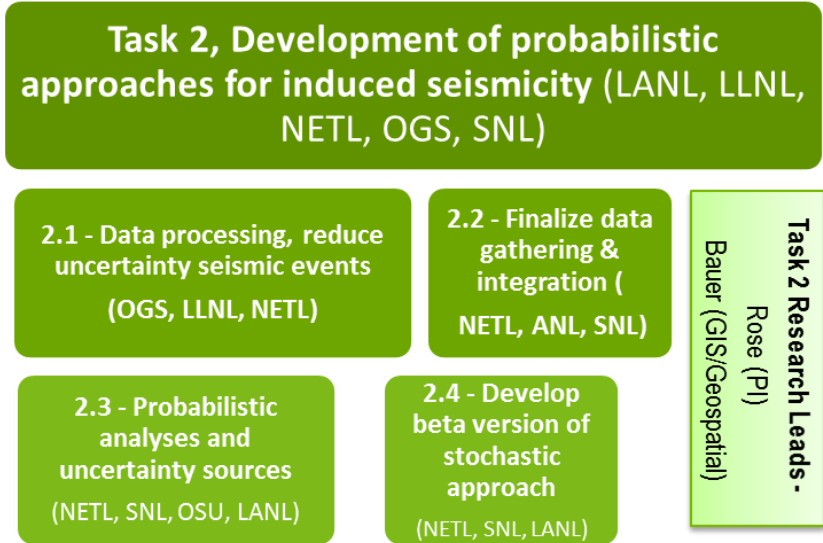 Task 2, Development of probabilistic
approaches for induced seismicity (LANL, LLNL,
NETL, OGS, SNL)
2.1 - Data processing, reduce
uncertainty seismic events
(OGS, LLNL, NETL)
2.2 - Finalize data
gathering &
integration (
NETL, ANL, SNL)
2.3 - Probabilistic
analyses and
uncertainty sources
(NETL, SNL, OSU, LANL)
2.4 - Develop
beta version of
stochastic
approach
(NETL, SNL, LANL)
Task 2 Research Leads -
Rose (PI)
Bauer (GIS/Geospatial)